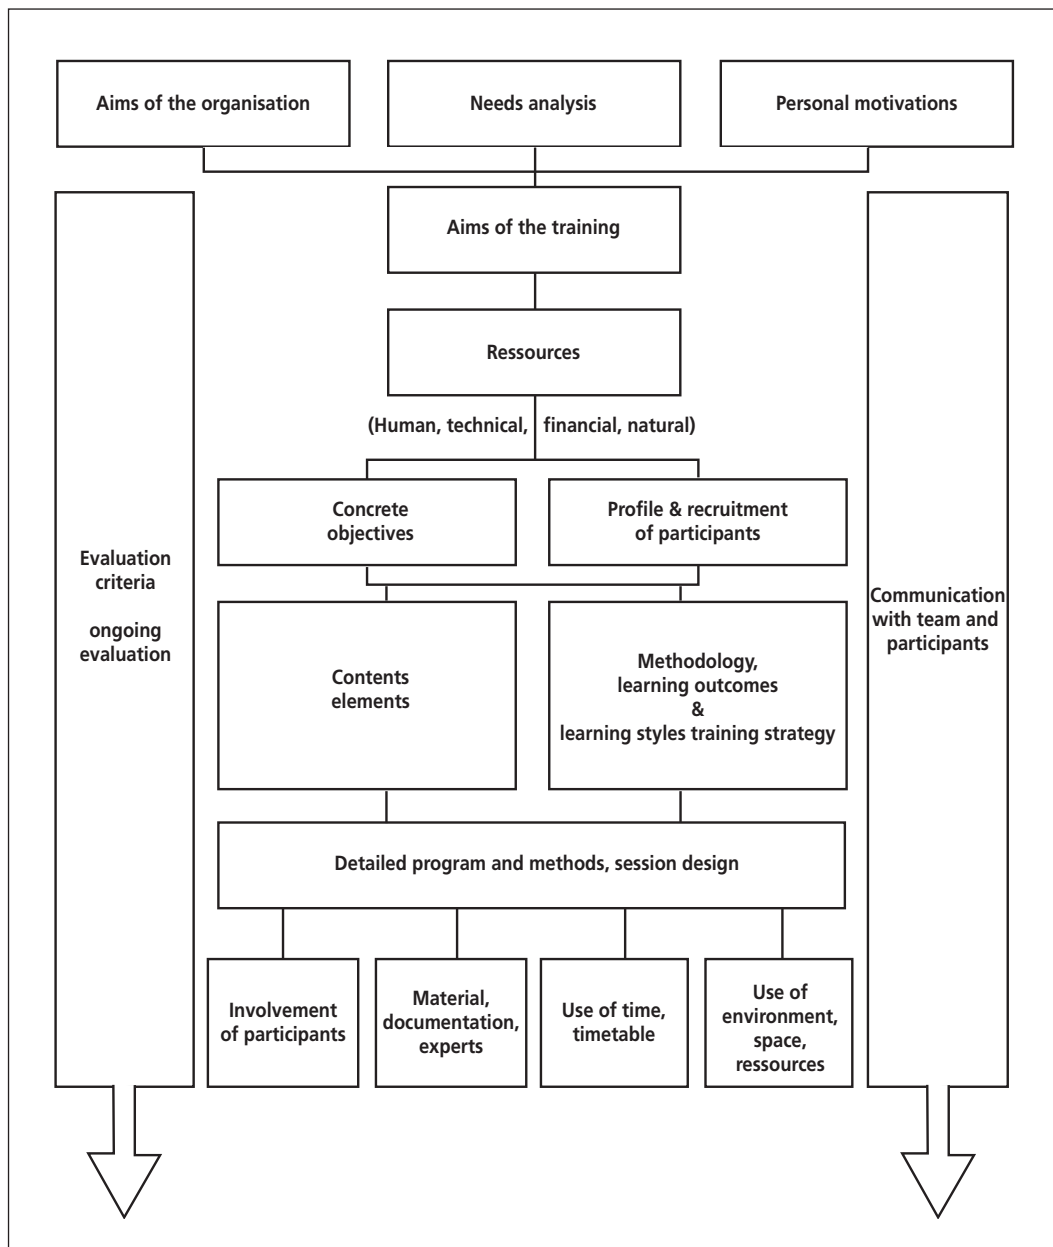 Aims of the organisation
Needs analysis
Personal motivations
Aims of the training
Ressources
(Human, technical, financial, natural)
Concrete
objectives
Profile & recruitment
of participants
Evaluation
criteria
ongoing
evaluation
Communication
with team and
participants
Contents
elements
Methodology,
learning outcomes
&
learning styles training strategy
Detailed program and methods, session design
Involvement
of participants
Material,
documentation,
experts
Use of time,
timetable
Use of
environment,
space,
ressources